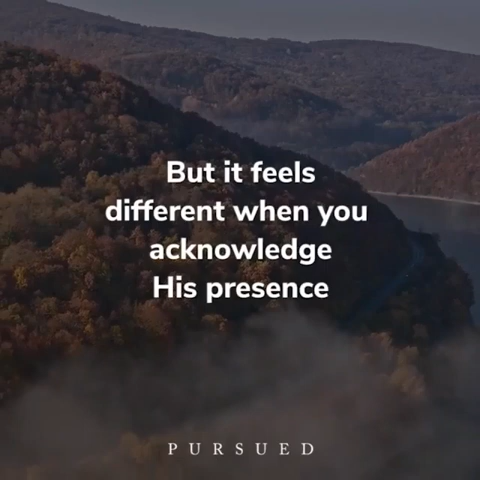 But it feels
different when you
acknowledge
His presence
PURSUED